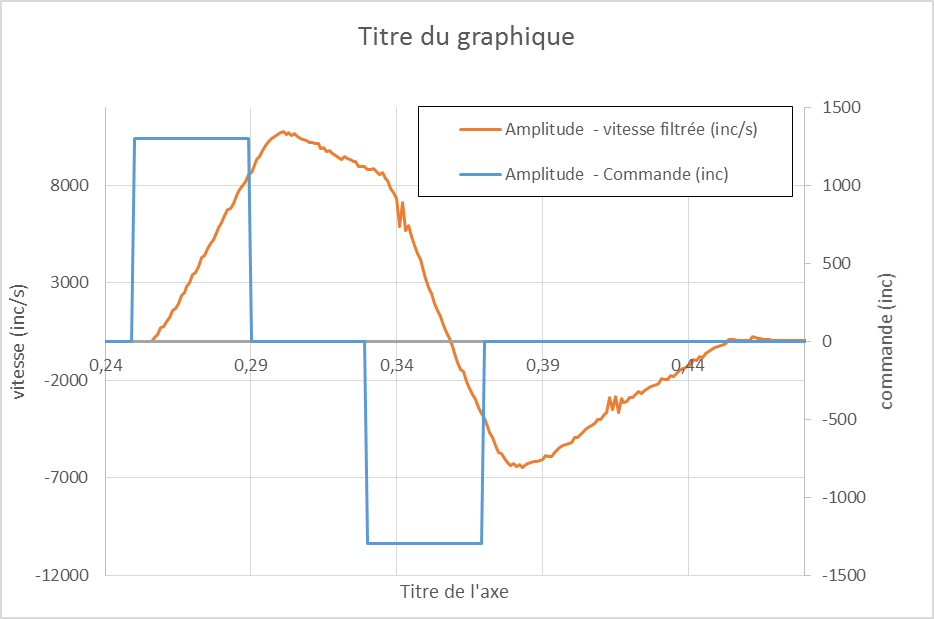 Titre du graphique
Amplitude - vitesse filtrée (inc/s)
Amplitude - Commande (inc)
8000
3000
-2000
-7000
-12000
vitesse (inc/s)
1500
1000
500
0
-500
-1000
-1500
commande (inc)
0,24
0,29
0,34
0,39
0,44
Titre de l'axe